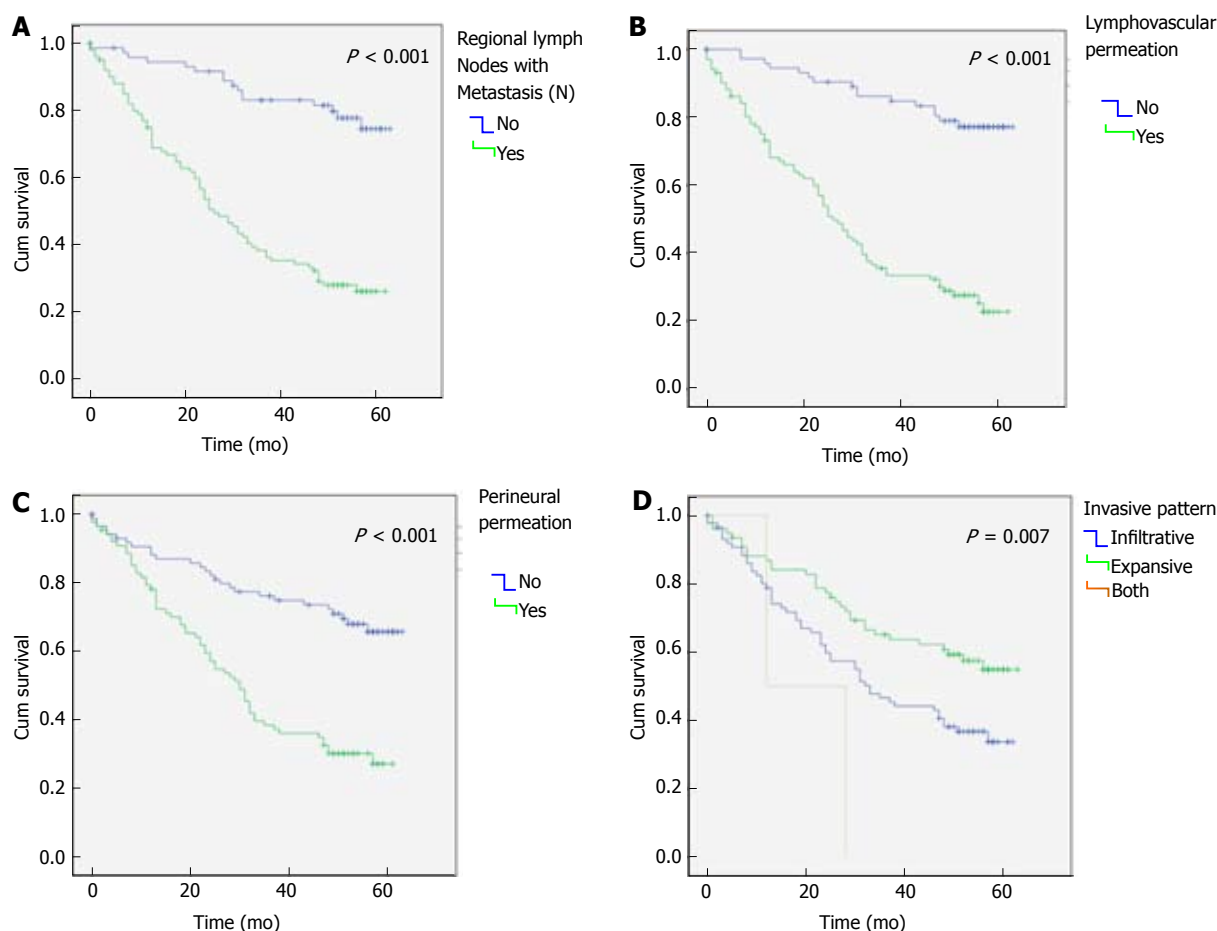 A
P < 0.001
Regional lymph
Nodes with
Metastasis (N)
No
Yes
Cum survival
1.0
0.8
0.6
0.4
0.2
0.0
0 20 40 60
Time (mo)
B
P < 0.001
Lymphovascular
permeation
No
Yes
Cum survival
1.0
0.8
0.6
0.4
0.2
0.0
0 20 40 60
Time (mo)
C
P < 0.001
Perineural
permeation
No
Yes
Cum survival
1.0
0.8
0.6
0.4
0.2
0.0
0 20 40 60
Time (mo)
D
P = 0.007
Invasive pattern
Infiltrative
Expansive
Both
Cum survival
1.0
0.8
0.6
0.4
0.2
0.0
0 20 40 60
Time (mo)